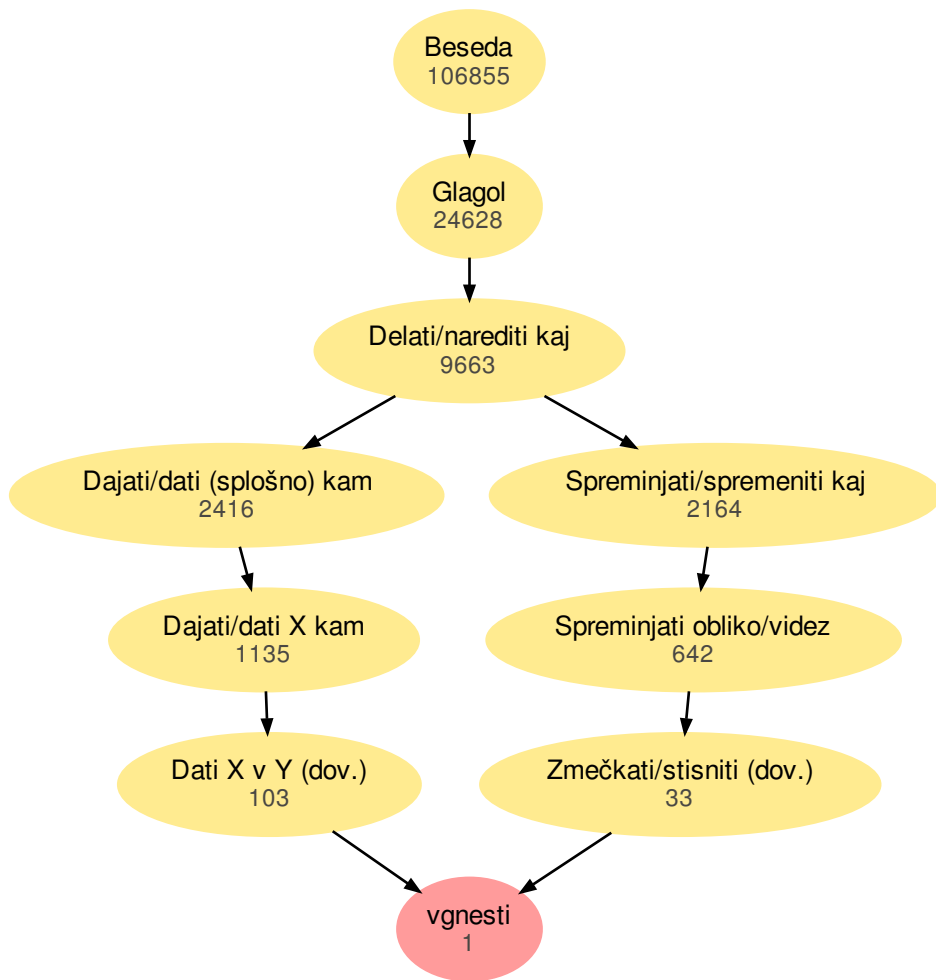 Beseda
106855
Glagol
24628
Delati/narediti kaj
9663
Dajati/dati (splošno) kam
2416
Spreminjati/spremeniti kaj
2164
Dajati/dati X kam
1135
Spreminjati obliko/videz
642
Dati X v Y (dov.)
103
Zmečkati/stisniti (dov.)
33
vgnesti
1